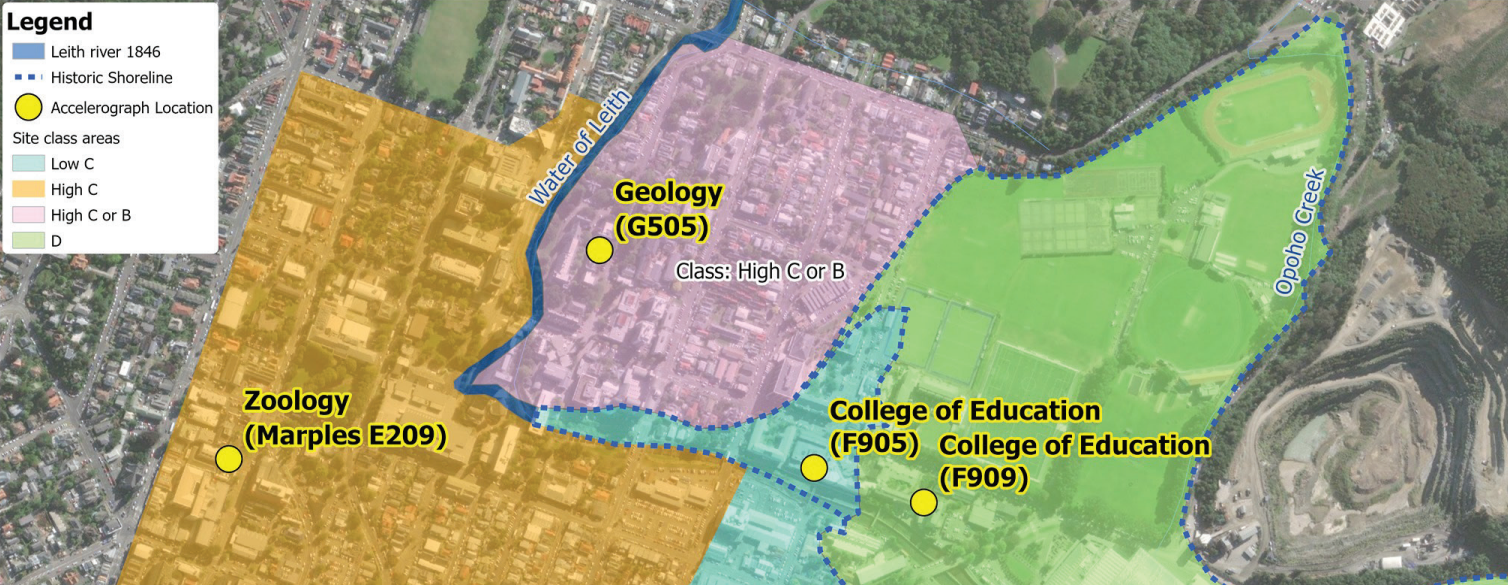 Legend
Leith river 1846
Historic Shoreline
Accelerograph Location
Site class areas
Low C
High C
High C or B
D
Water of Leith
Geology
(G505)
Class: High C or B
Opoho Creek
Zoology
(Marples E209)
College of Education
(F905)
College of Education
(F909)